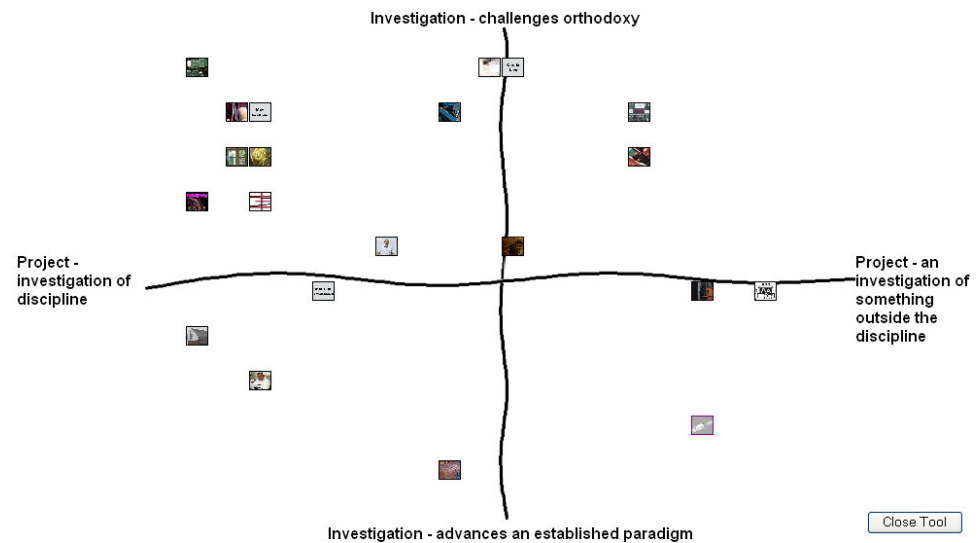 Investigation - challenges orthodoxy
Project -
investigation of
discipline
Project - an
investigation of
something
outside the
discipline
Investigation - advances an established paradigm
Close Tool